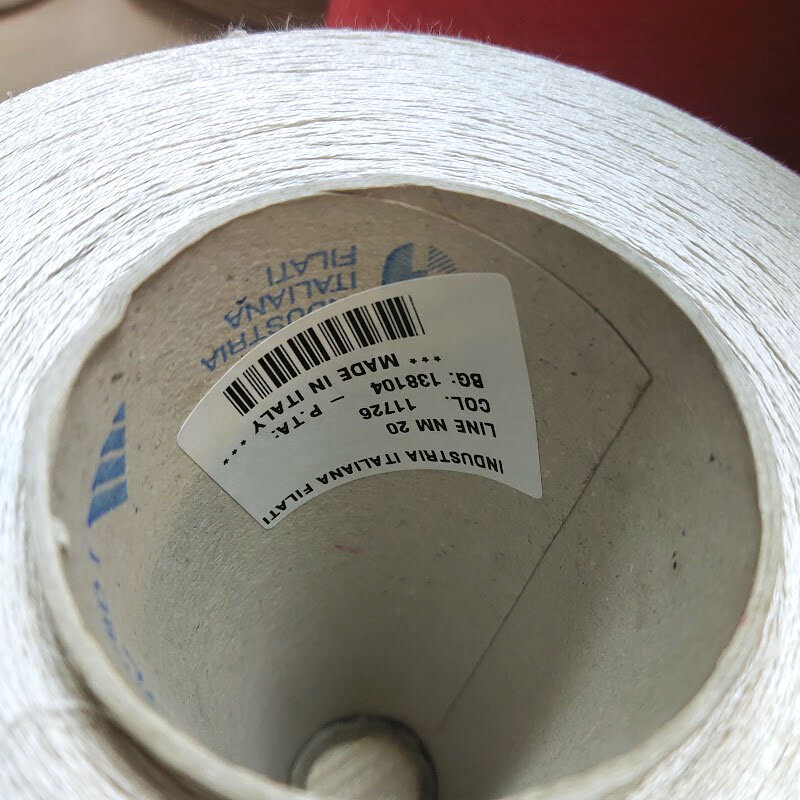 INDUSTRIA ITALIANA FILATI
LINE NM 20
COL. 11726 – P.TA:
BG: 138104
*** MADE IN ITALY ***
INDUSTRIA
ITALIANA
FILATI